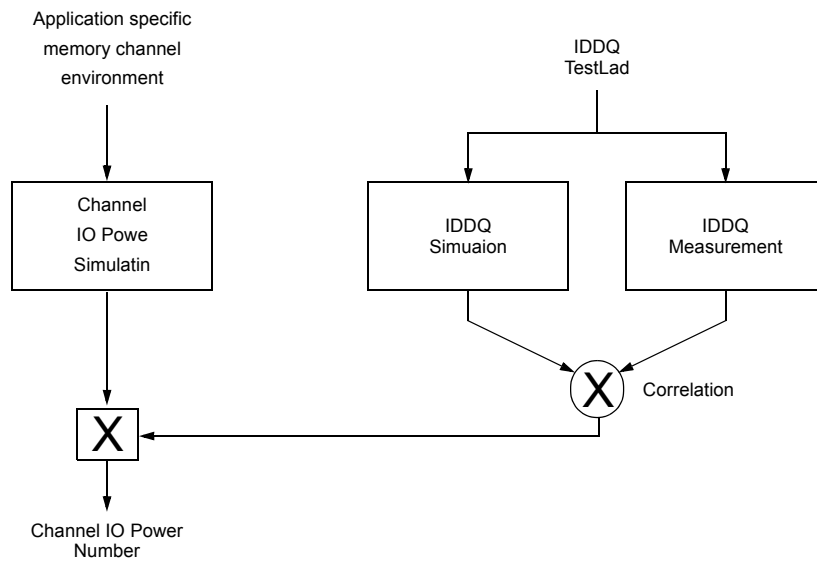 Application specific
memory channel
environment
IDDQ
TestLad
Channel
IO Powe
Simulatin
IDDQ
Simuaion
IDDQ
Measurement
X
Correlation
X
Channel IO Power
Number